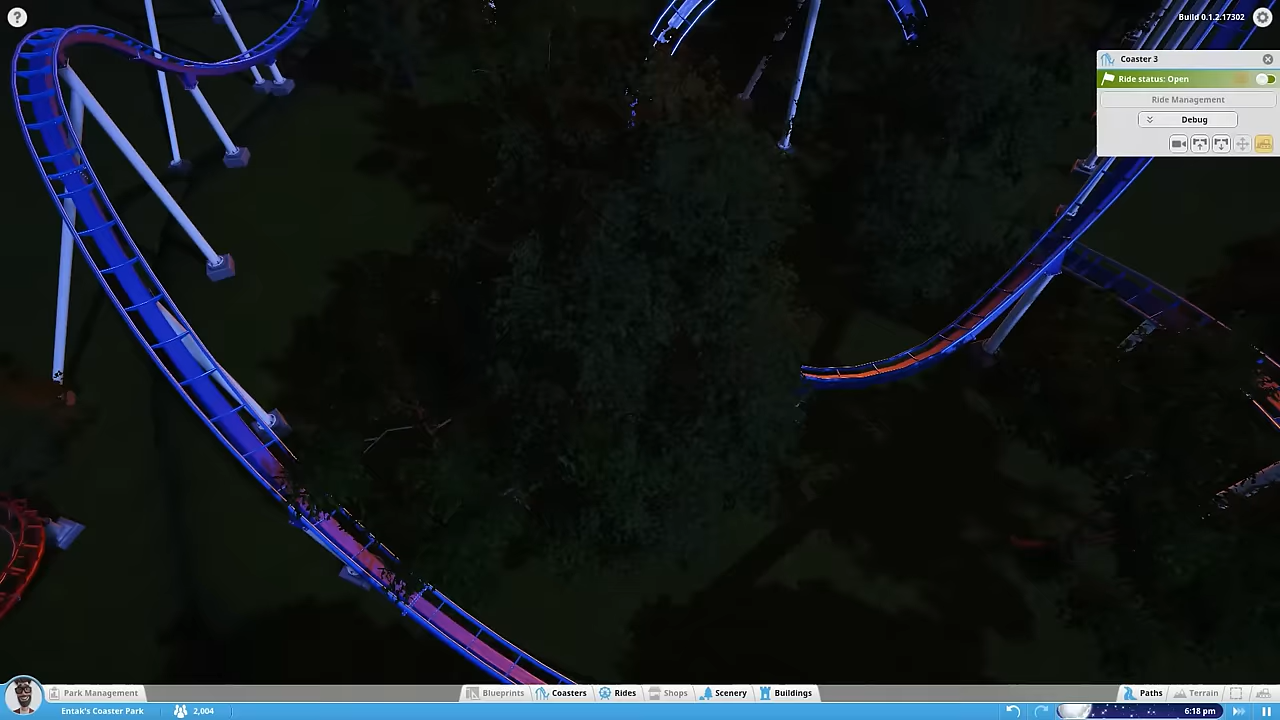 ?
Build 0.1.2.17302
Coaster 3
Ride status: Open
Ride Management
Debug
Park Management
Blueprints
Coasters
Rides
Shops
Scenery
Buildings
Paths
Terrain
Entak's Coaster Park
2,004
6:18 pm